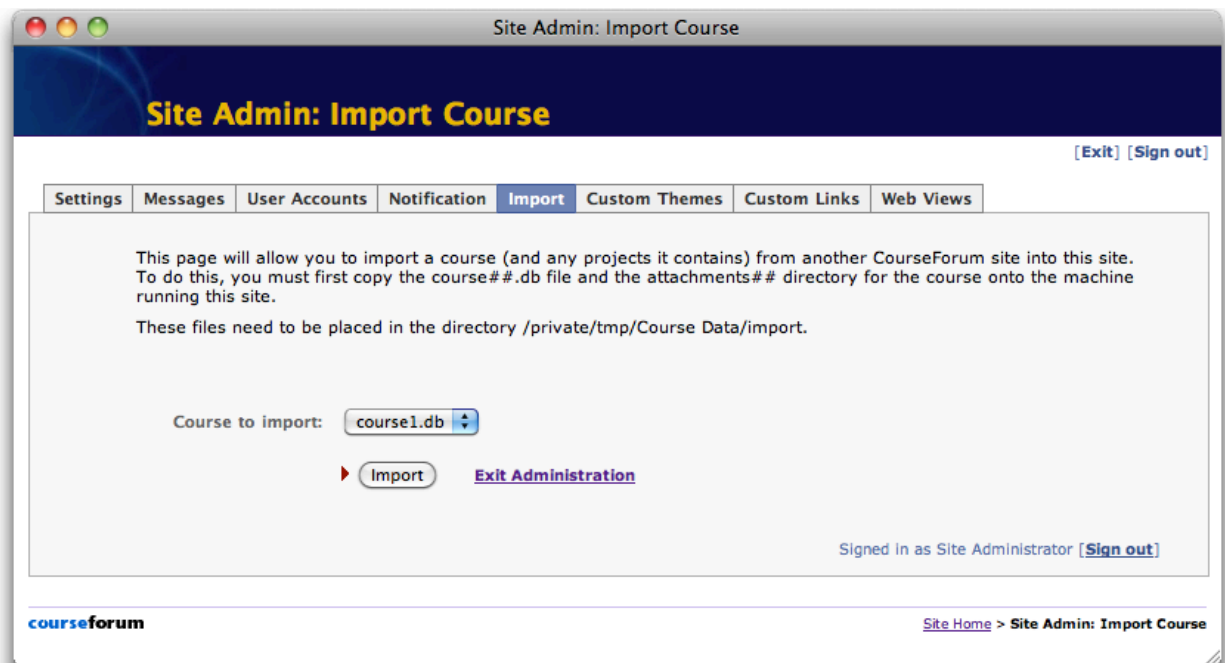 Site Admin: Import Course
Site Admin: Import Course
[Exit] [Sign out]
Settings Messages User Accounts Notification Import Custom Themes Custom Links Web Views
This page will allow you to import a course (and any projects it contains) from another CourseForum site into this site.
To do this, you must first copy the course##.db file and the attachments## directory for the course onto the machine
running this site.
These files need to be placed in the directory /private/tmp/Course Data/import.
Course to import: course1.db
Import Exit Administration
Signed in as Site Administrator [Sign out]
courseforum Site Home > Site Admin: Import Course